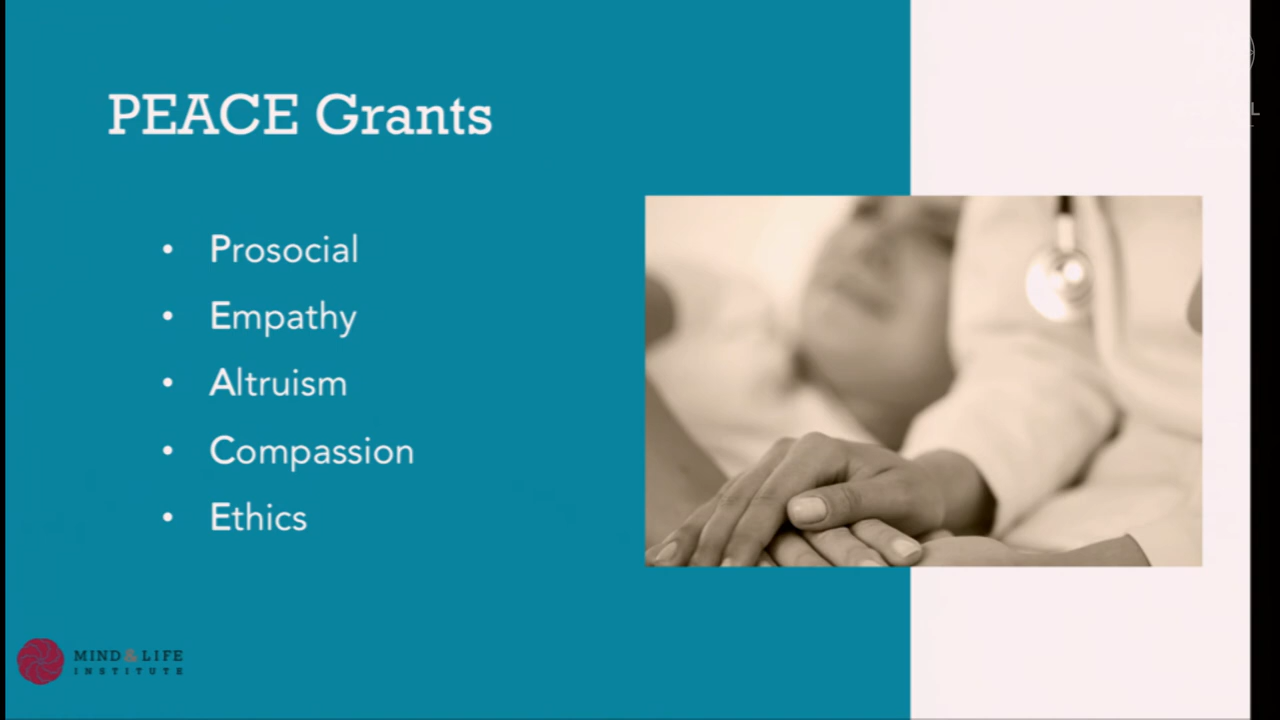 PEACE Grants
• Prosocial
• Empathy
• Altruism
• Compassion
• Ethics
MIND & LIFE
INSTITUTE